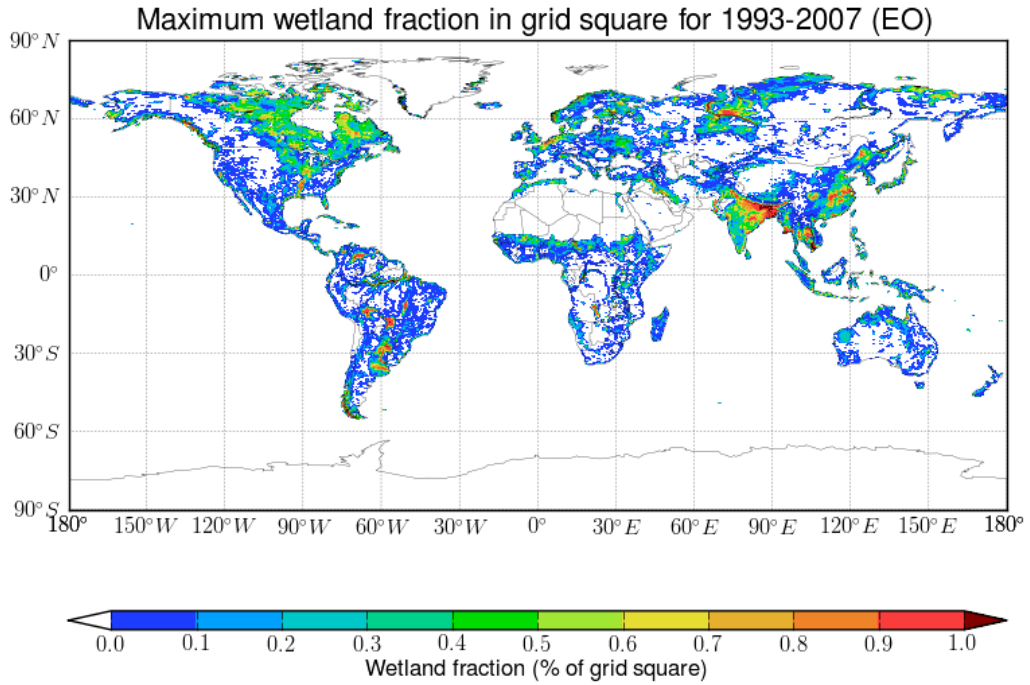 Maximum wetland fraction in grid square for 1993-2007 (EO)
90°N
60°N
30°N
0°
30°S
60°S
90°S
180° 150°W 120°W 90°W 60°W 30°W 0° 30°E 60°E 90°E 120°E 150°E 180°
0.0 0.1 0.2 0.3 0.4 0.5 0.6 0.7 0.8 0.9 1.0
Wetland fraction (% of grid square)